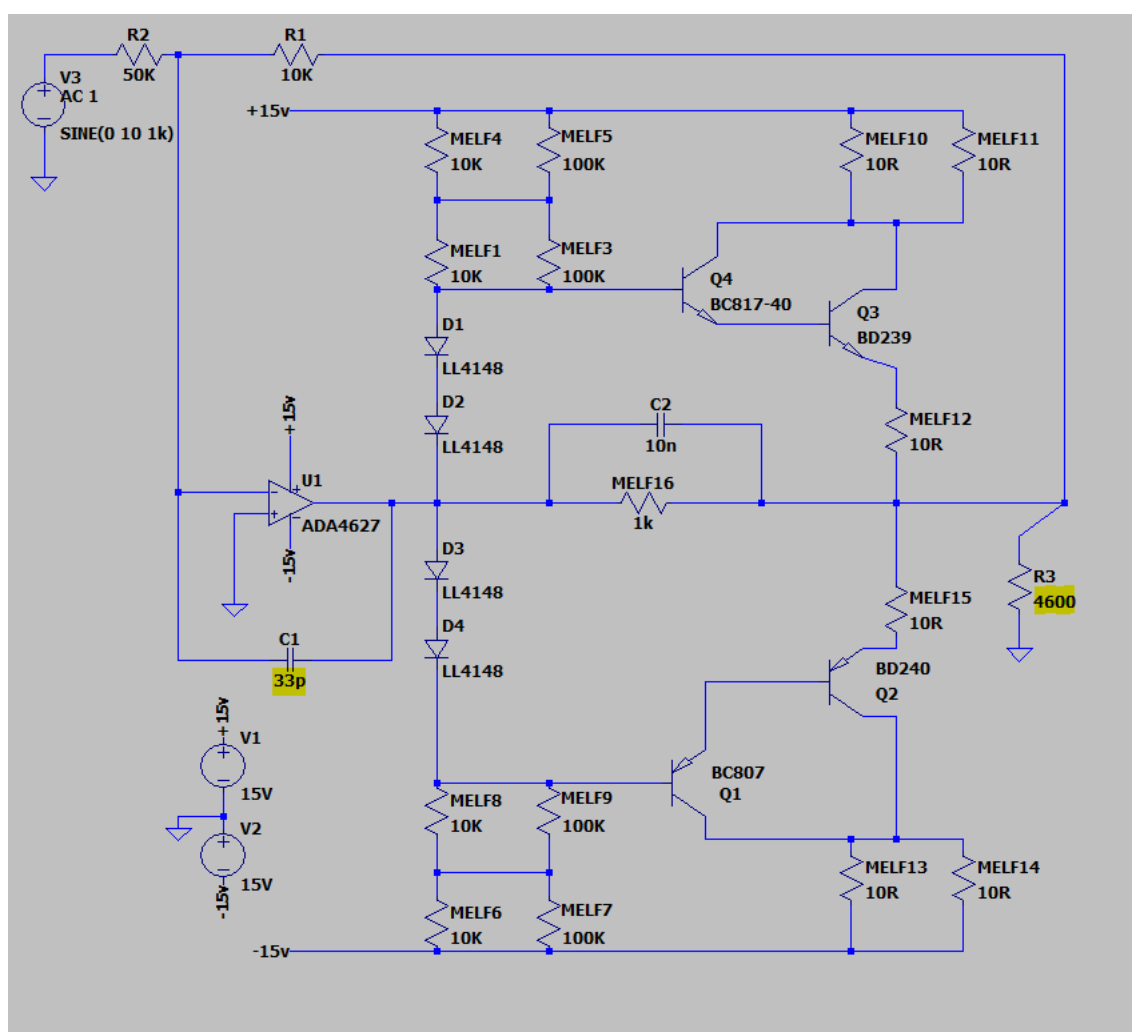 R2
50K
R1
10K
V3
AC 1
SINE(0 10 1k)
+15v
MELF4
10K
MELF5
100K
MELF10
10R
MELF11
10R
MELF1
10K
MELF3
100K
Q4
BC817-40
Q3
BD239
D1
LL4148
D2
LL4148
C2
10n
MELF12
10R
+15v
U1
ADA4627
-15v
MELF16
1k
D3
LL4148
D4
LL4148
MELF15
10R
R3
4600
C1
33p
BD240
Q2
+15v
V1
15V
V2
15V
-15v
BC807
Q1
MELF8
10K
MELF9
100K
MELF6
10K
MELF7
100K
MELF13
10R
MELF14
10R
-15v